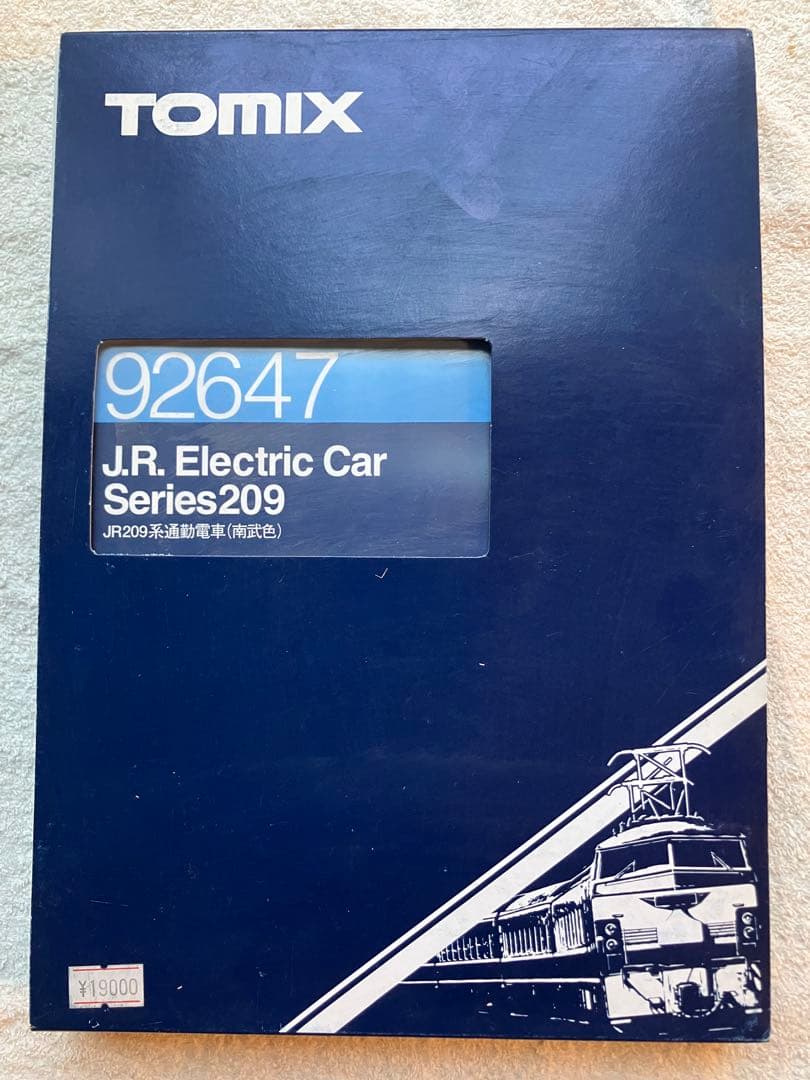 TOMIX
92647
J.R. Electric Car
Series209
JR209系通勤電車(南武色)
¥19000